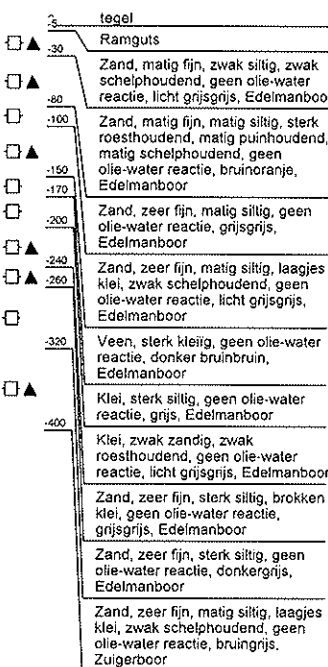 tegel
-5
Ramguts
-30
Zand, matig fijn, zwak siltig, zwak
schelphoudend, geen olie-water
reactie, licht grijsgrijs, Edelmanboo
-80
Zand, matig fijn, matig siltig, sterk
-100
roesthoudend, matig puinhoudend,
matig schelphoudend, geen
olie-water reactie, bruinoranje,
Edelmanboor
-150
-170
Zand, zeer fijn, matig siltig, geen
olie-water reactie, grijsgrijs,
Edelmanboor
-200
-240
Zand, zeer fijn, matig siltig, laagjes
klei, zwak schelphoudend, geen
olie-water reactie, licht grijsgrijs,
Edelmanboor
-260
-320
Veen, sterk kleiïg, geen olie-water
reactie, donker bruinbruin,
Edelmanboor
Klei, sterk siltig, geen olie-water
reactie, grijs, Edelmanboor
-400
Klei, zwak zandig, zwak
roesthoudend, geen olie-water
reactie, licht grijsgrijs, Edelmanboor
Zand, zeer fijn, sterk siltig, brokken
klei, geen olie-water reactie,
grijsgrijs, Edelmanboor
Zand, zeer fijn, sterk siltig, geen
olie-water reactie, donkergrijs,
Edelmanboor
Zand, zeer fijn, matig siltig, laagjes
klei, zwak schelphoudend, geen
olie-water reactie, bruingrijs,
Zuigerboor